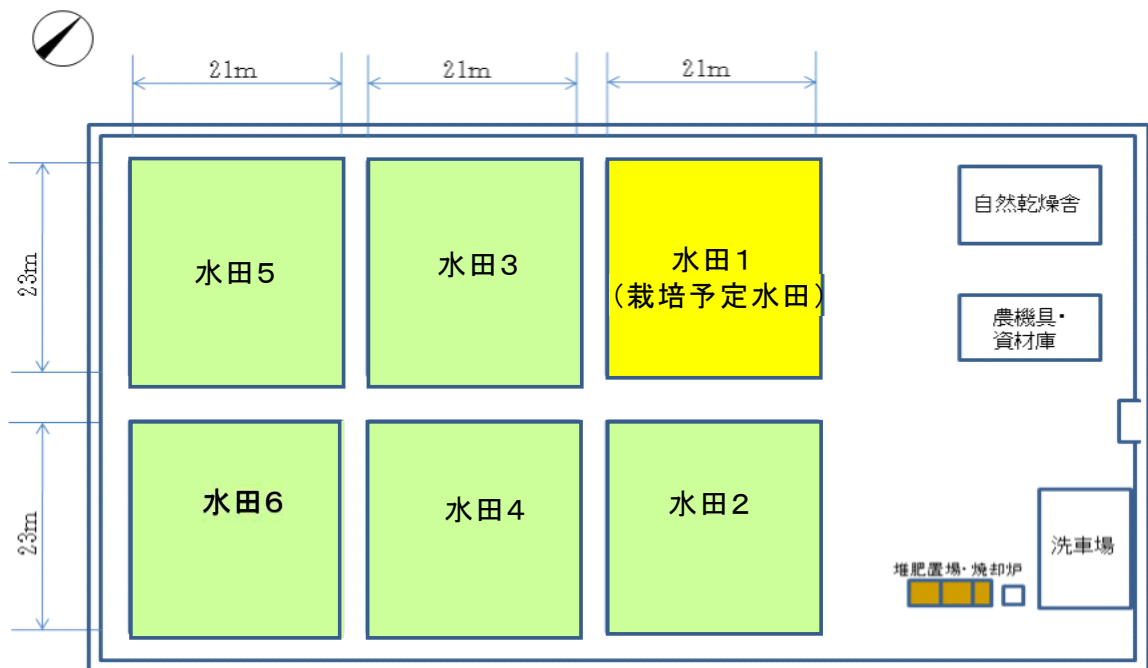 21m
21m
21m
23m
水田5
水田3
水田1
（栽培予定水田）
自然乾燥舎
農機具・
資材庫
23m
水田6
水田4
水田2
洗車場
堆肥置場・焼却炉